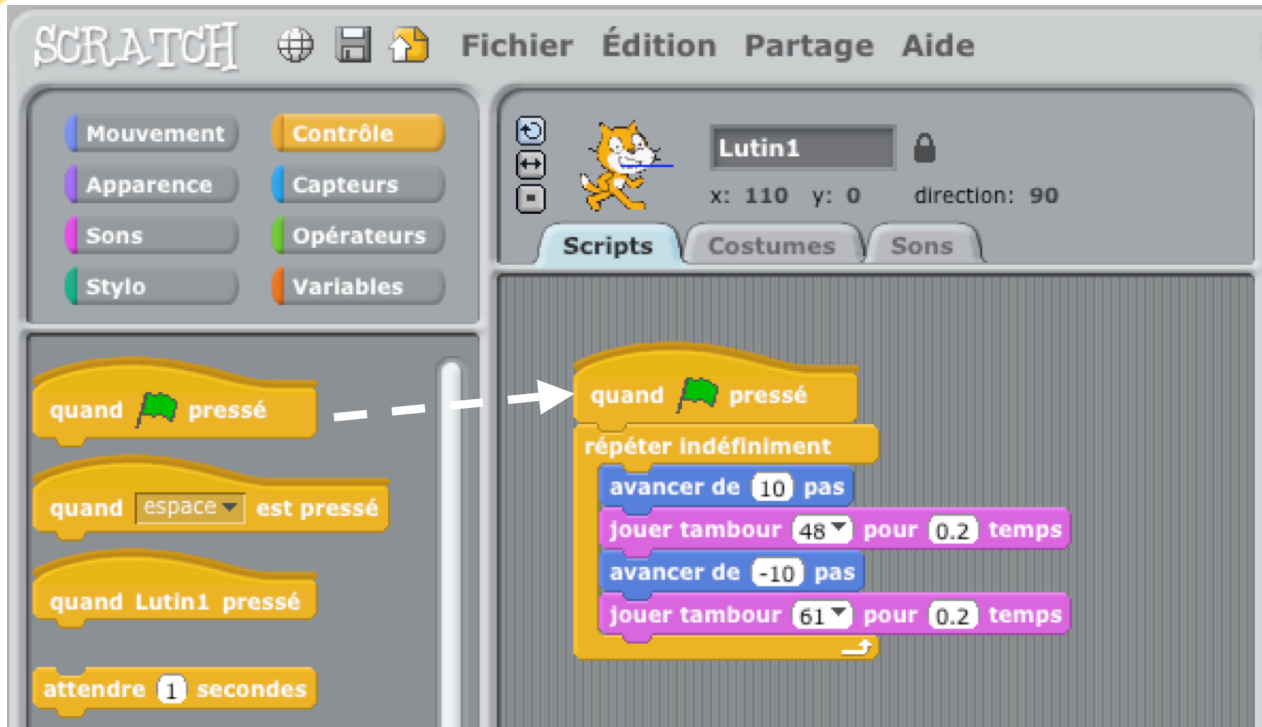 SCRATCH Fichier Édition Partage Aide
Mouvement Contrôle
Apparence Capteurs
Sons Opérateurs
Stylo Variables
Lutin1
x: 110 y: 0 direction: 90
Scripts Costumes Sons
quand pressé
quand espace est pressé
quand Lutin1 pressé
attendre 1 secondes
quand pressé
répéter indéfiniment
avancer de 10 pas
jouer tambour 48 pour 0.2 temps
avancer de -10 pas
jouer tambour 61 pour 0.2 temps